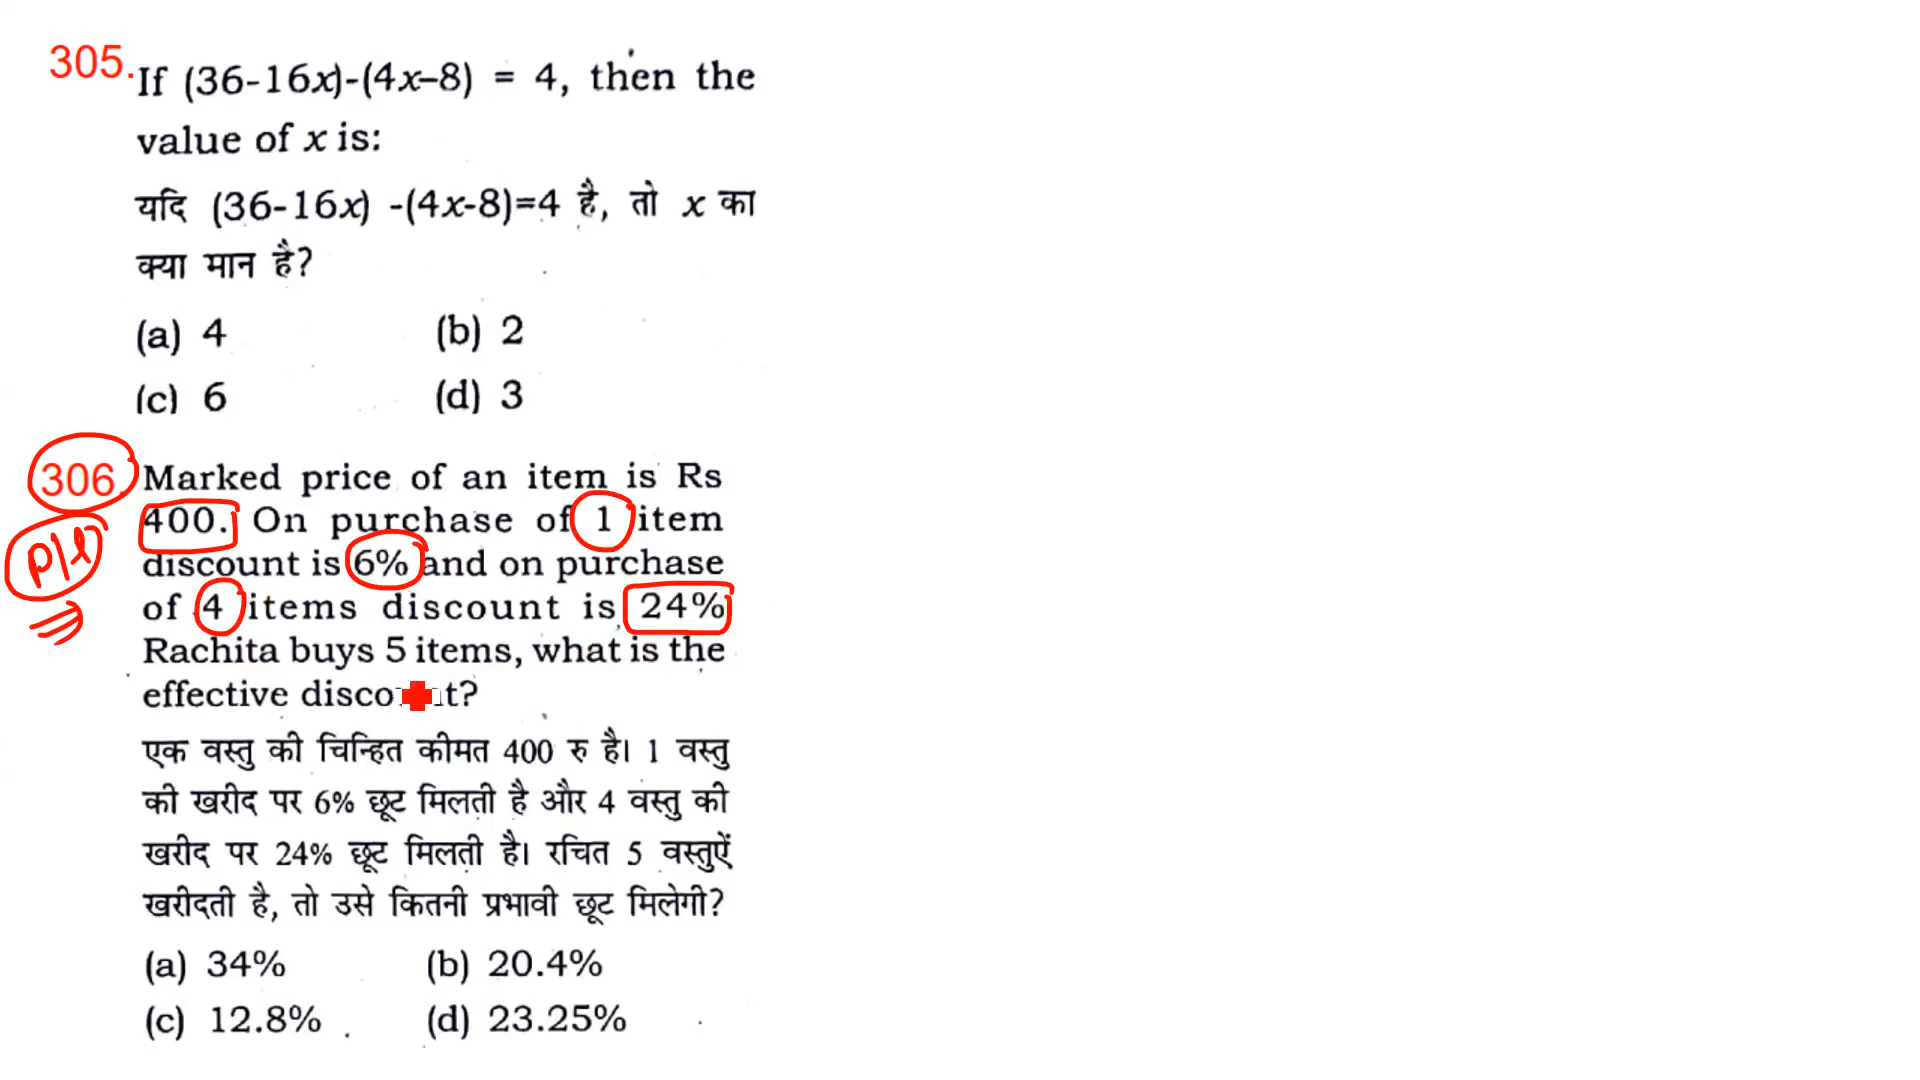 305. If (36-16x)-(4x-8) = 4, then the
value of x is:
यदि (36-16x) -(4x-8)=4 है, तो x का
क्या मान है?
(a) 4 (b) 2
(c) 6 (d) 3
306. Marked price of an item is Rs
400. On purchase of 1 item
P/L discount is 6% and on purchase
of 4 items discount is 24%
Rachita buys 5 items, what is the
effective disco t?
एक वस्तु की चिन्हित कीमत 400 रु है। 1 वस्तु
की खरीद पर 6% छूट मिलती है और 4 वस्तु की
खरीद पर 24% छूट मिलती है। रचित 5 वस्तुऐं
खरीदती है, तो उसे कितनी प्रभावी छूट मिलेगी?
(a) 34% (b) 20.4%
(c) 12.8% (d) 23.25%